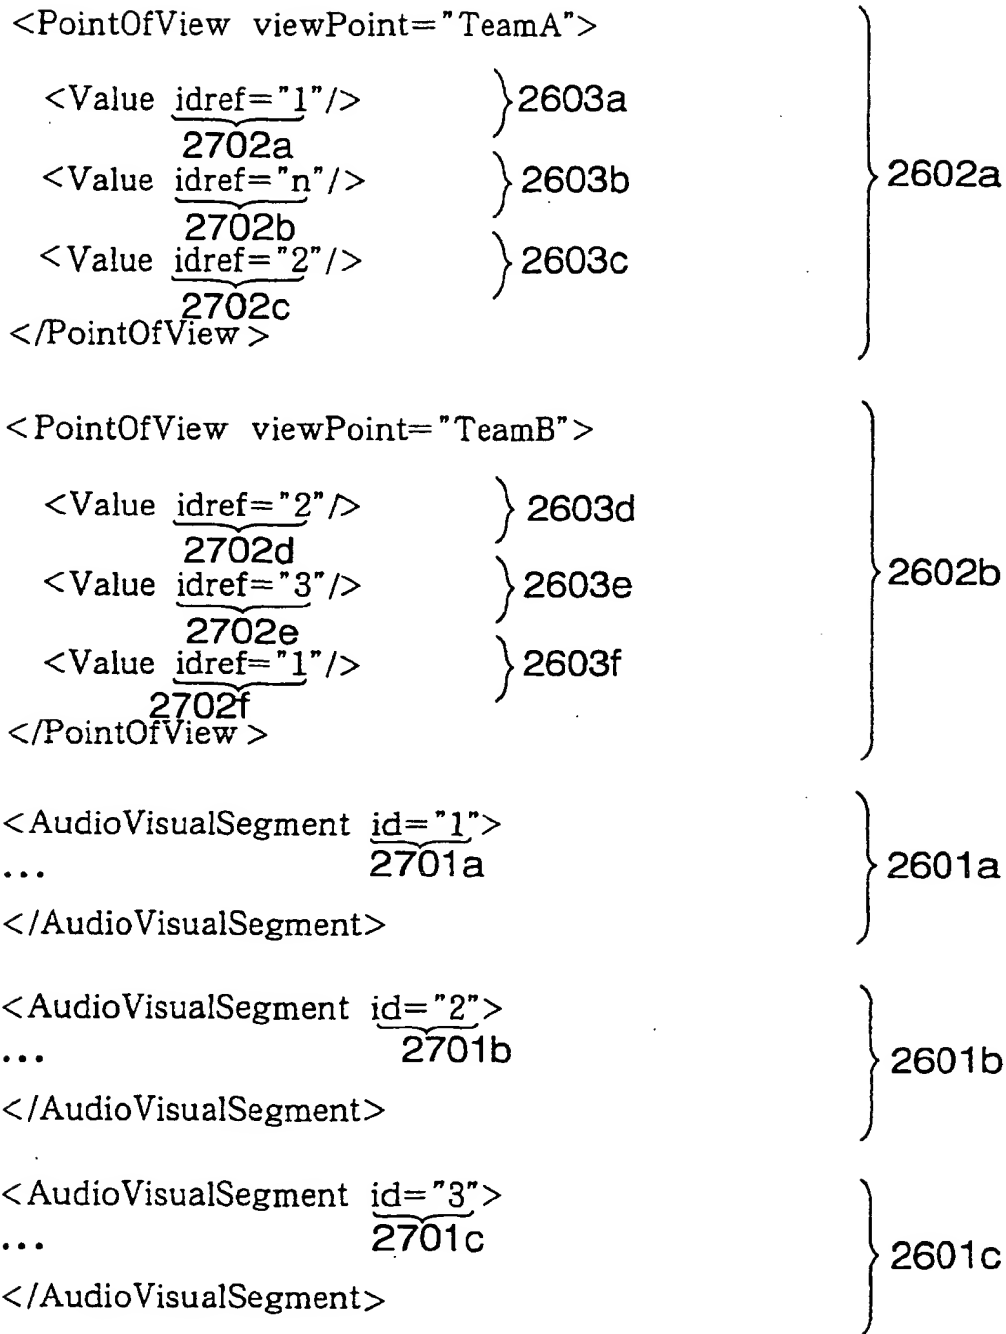 <PointOfView viewPoint="TeamA">
<Value idref="1"/> 2603a
2702a
2602a
<Value idref="n"/> 2603b
2702b
<Value idref="2"/> 2603c
2702c
</PointOfView>
<PointOfView viewPoint="TeamB">
<Value idref="2"/> 2603d
2702d
2602b
<Value idref="3"/> 2603e
2702e
<Value idref="1"/> 2603f
2702f
</PointOfView>
<AudioVisualSegment id="1">
... 2701a 2601a
</AudioVisualSegment>
<AudioVisualSegment id="2">
... 2701b 2601b
</AudioVisualSegment>
<AudioVisualSegment id="3">
... 2701c 2601c
</AudioVisualSegment>